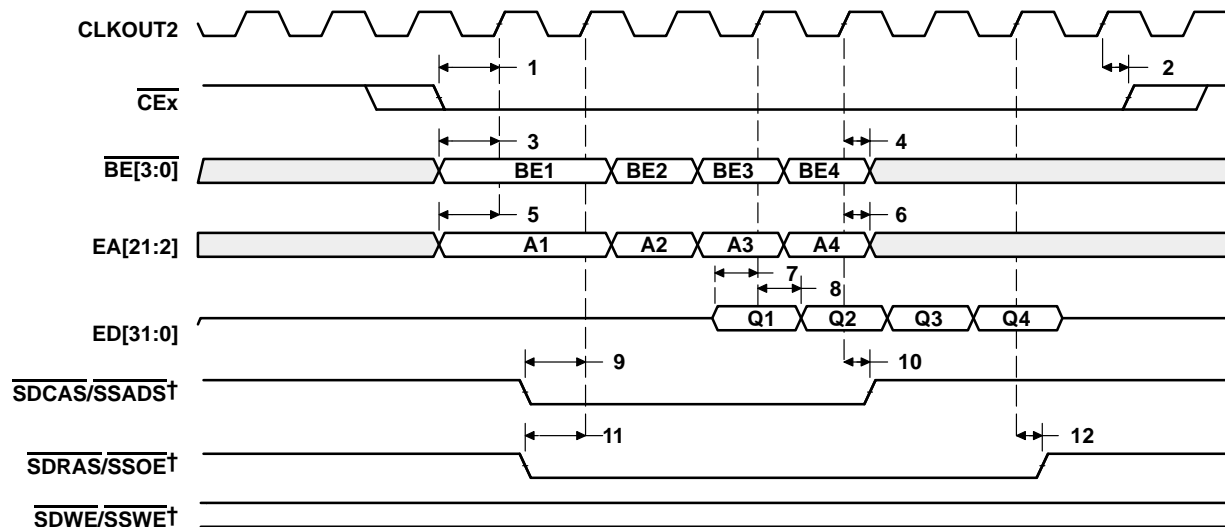 CLKOUT2
1
2
CEx
3
4
BE[3:0]
BE1 BE2 BE3 BE4
5
6
EA[21:2]
A1 A2 A3 A4
7
8
ED[31:0]
Q1 Q2 Q3 Q4
9
10
SDCAS/SSADS†
11
12
SDRAS/SSOE†
SDWE/SSWE†